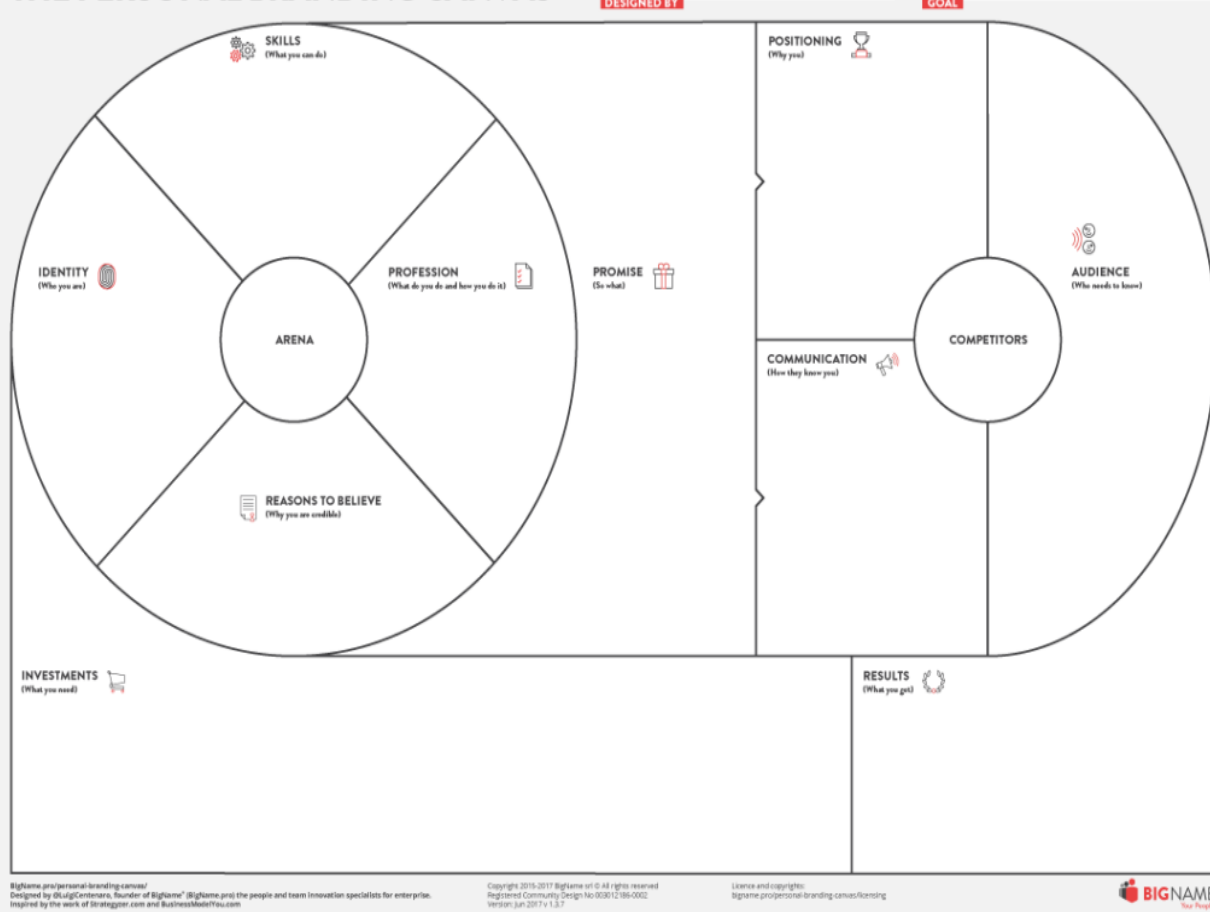 THE PERSONAL BRANDING CANVAS
DESIGNED BY
GOAL
SKILLS
(What you can do)
POSITIONING
(Why you)
IDENTITY
(Who you are)
PROFESSION
(What do you do and how you do it)
PROMISE
(So what)
AUDIENCE
(Who needs to know)
ARENA
COMPETITORS
COMMUNICATION
(How they know you)
REASONS TO BELIEVE
(Why you are credible)
INVESTMENTS
(What you need)
RESULTS
(What you get)
BigName.pro/personal-branding-canvas/
Designed by @LuigiCentenaro, founder of BigName® (BigName.pro) the people and team innovation specialists for enterprise.
Inspired by the work of Strategyzer.com and BusinessModelYou.com
Copyright 2015-2017 BigName srl © All rights reserved
Registered Community Design No 003012186-0002
Version: Jun 2017 v 1.3.7
Licence and copyrights:
bigname.pro/personal-branding-canvas/licensing
BIGNAME
Your People